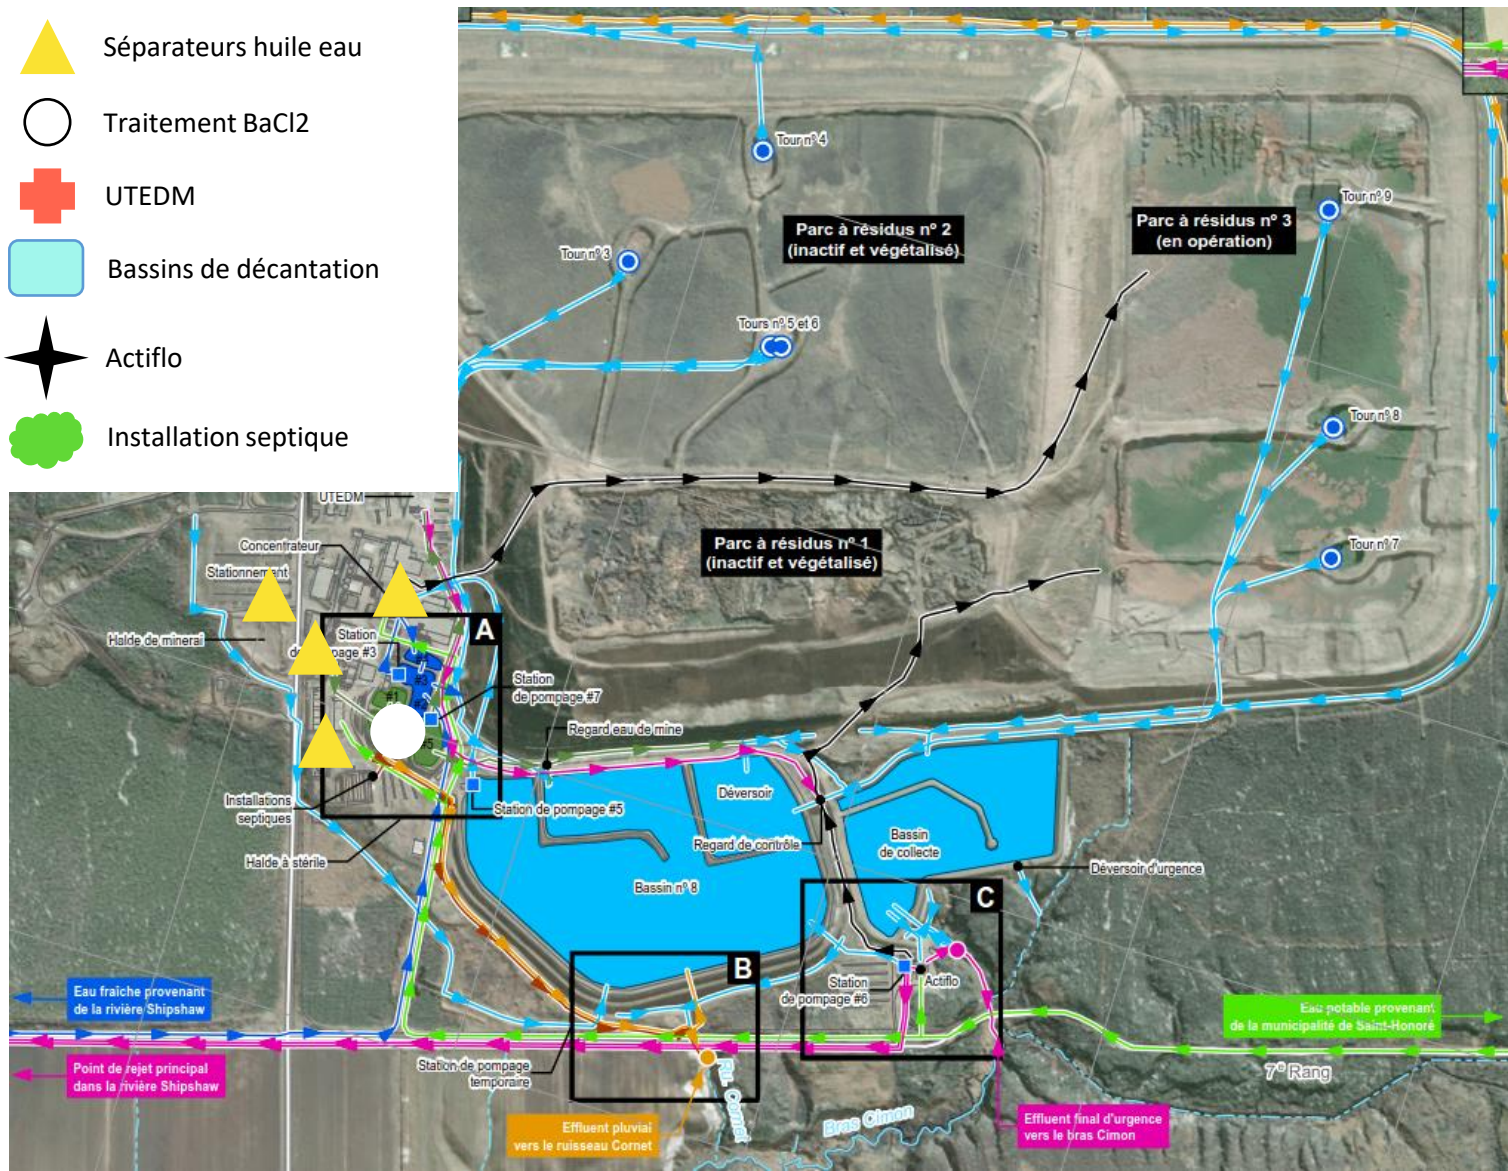 Séparateurs huile eau
Traitement BaCl2
UTEDM
Bassins de décantation
Actiflo
Installation septique
Tour nº 4
Tour nº 9
Parc à résidus nº 2
(inactif et végétalisé)
Parc à résidus nº 3
(en opération)
Tour nº 3
Tours nº 5 et 6
Tour nº 8
UTEDM
Concentrateur
Parc à résidus nº 1
(inactif et végétalisé)
Tour nº 7
Stationnement
A
Halde de minerai
Station
de pompage #3
#3
#1
#2
#5
Station
de pompage #7
Regard eau de mine
Déversoir
Installations
septiques
Station de pompage #5
Regard de contrôle
Bassin
de collecte
Halde à stérile
Bassin nº 8
Déversoir d'urgence
C
B
Station
de pompage #6
Actiflo
Eau fraîche provenant
de la rivière Shipshaw
Eau potable provenant
de la municipalité de Saint-Honoré
Point de rejet principal
dans la rivière Shipshaw
Station de pompage
temporaire
7e Rang
Ru. Cornet
Bras Cimon
Effluent pluvial
vers le ruisseau Cornet
Effluent final d'urgence
vers le bras Cimon